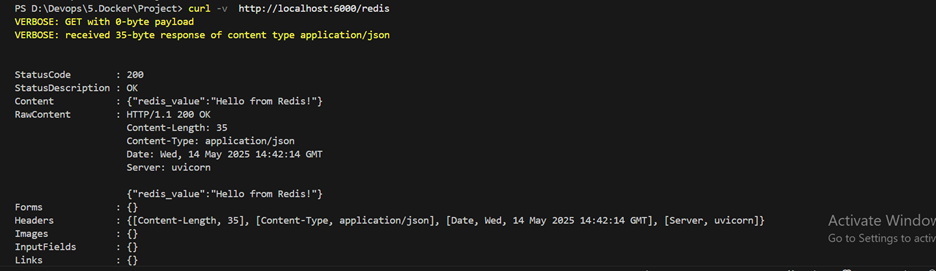 PS D:\Devops\5.Docker\Project> curl -v  http://localhost:6000/redis
VERBOSE: GET with 0-byte payload
VERBOSE: received 35-byte response of content type application/json
StatusCode        : 200
StatusDescription : OK
Content           : {"redis_value":"Hello from Redis!"}
RawContent        : HTTP/1.1 200 OK
                    Content-Length: 35
                    Content-Type: application/json
                    Date: Wed, 14 May 2025 14:42:14 GMT
                    Server: uvicorn
                    {"redis_value":"Hello from Redis!"}
Forms             : {}
Headers           : {[Content-Length, 35], [Content-Type, application/json], [Date, Wed, 14 May 2025 14:42:14 GMT], [Server, uvicorn]}
Images            : {}
InputFields       : {}
Links             : {}
Activate Window
Go to Settings to activ